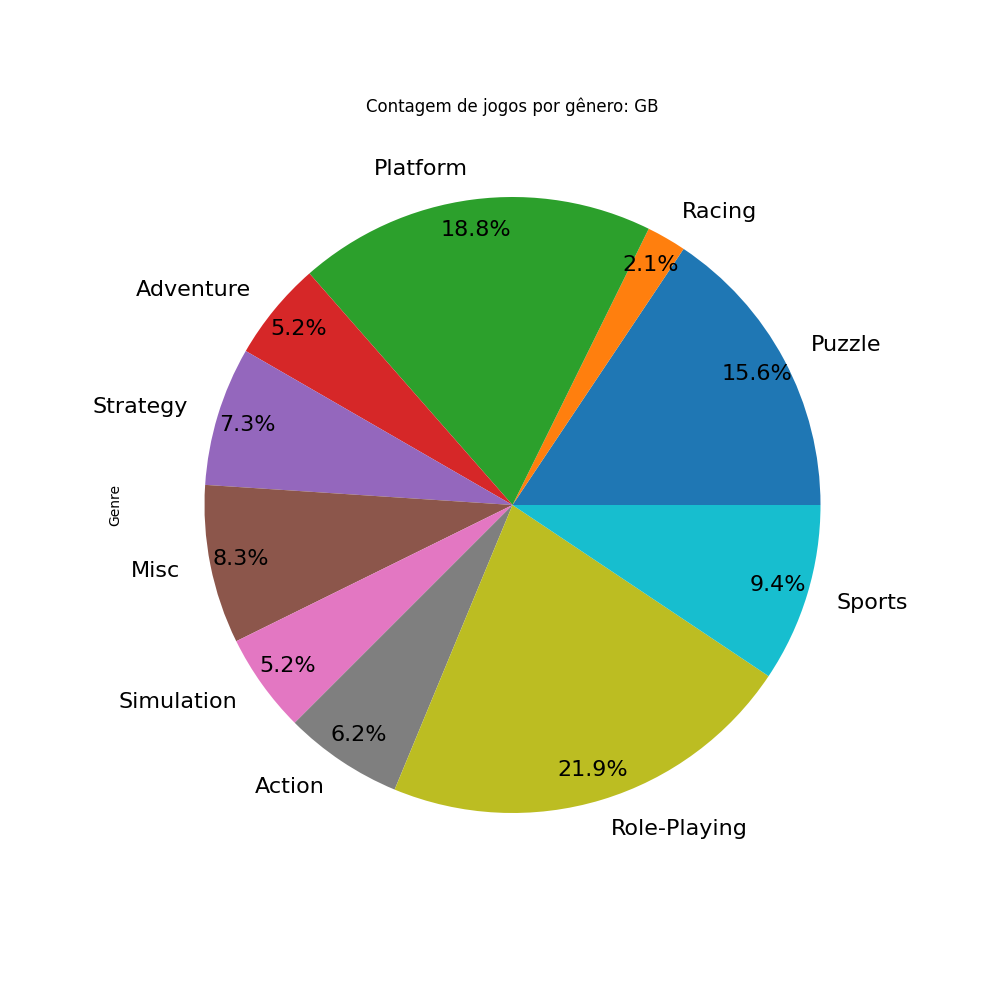 Contagem de jogos por gênero: GB
Platform
Racing
18.8%
2.1%
Adventure
5.2%
Puzzle
15.6%
Strategy
7.3%
Genre
Misc
8.3%
Sports
9.4%
Simulation
5.2%
Action
6.2%
Role-Playing
21.9%